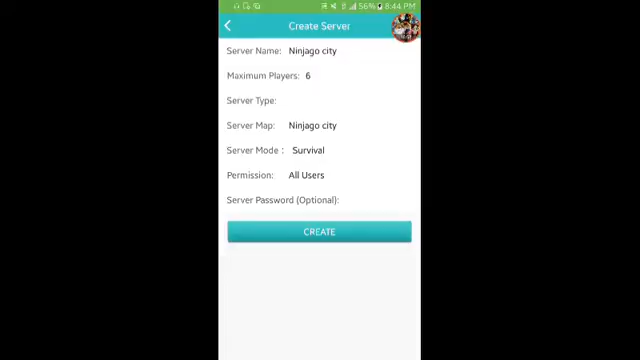 56% 8:44 PM
Create Server
Server Name: Ninjago city
Maximum Players: 6
Server Type:
Server Map: Ninjago city
Server Mode : Survival
Permission: All Users
Server Password (Optional):
CREATE